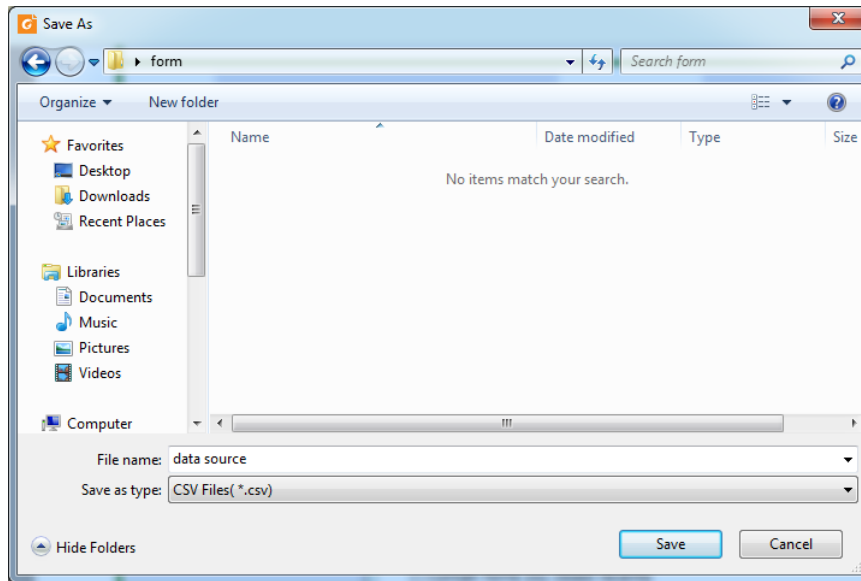 Save As
form
Search form
Organize New folder
Name Date modified Type Size
Favorites
Desktop
Downloads
Recent Places
Libraries
Documents
Music
Pictures
Videos
Computer
No items match your search.
File name: data source
Save as type: CSV Files( *.csv)
Hide Folders Save Cancel